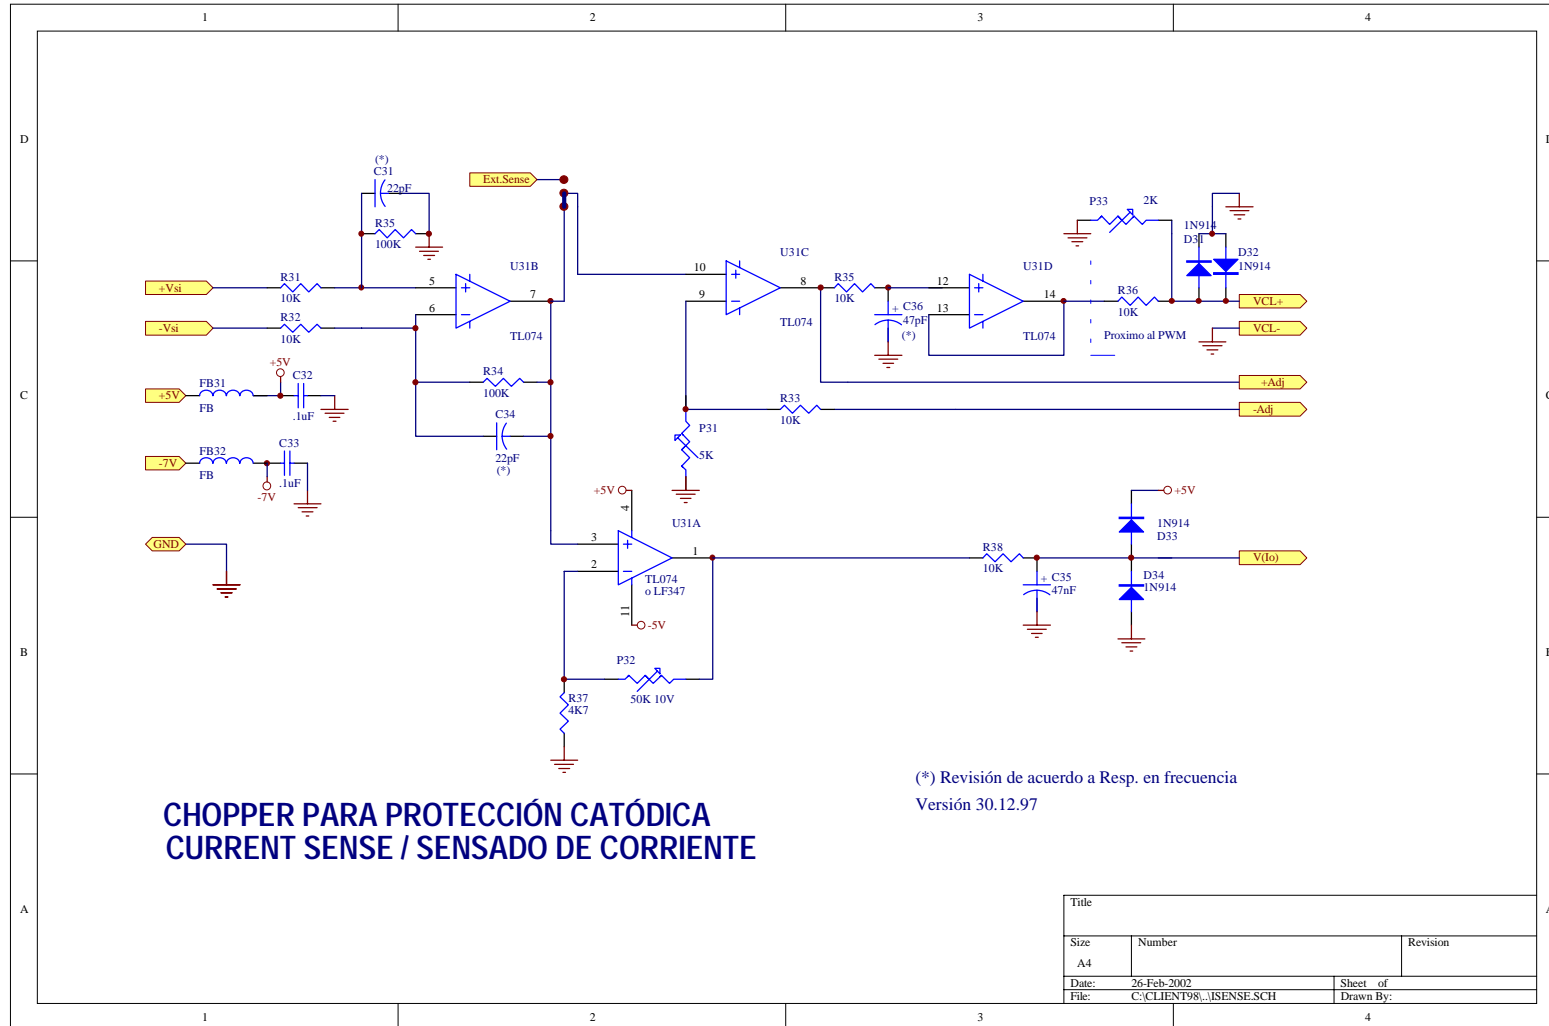 1 2 3 4
D
(*)
C31
22pF
R35
100K
Ext.Sense
P33 2K
1N914
D31
D32
1N914
+Vsi
R31
10K
5
6
U31B
7
TL074
-Vsi
R32
10K
10
9
U31C
8
TL074
R35
10K
C36
+
47pF
(*)
12
13
U31D
14
TL074
R36
10K
Proximo al PWM
VCL+
VCL-
+Adj
-Adj
C
+5V
FB31
FB
+5V
C32
.1uF
R34
100K
C34
22pF
(*)
R33
10K
P31
5K
-7V
FB32
FB
-7V
C33
.1uF
GND
+5V
4
U31A
3
2
1
TL074
o LF347
11
-5V
R38
10K
C35
+
47nF
+5V
1N914
D33
D34
1N914
V(Io)
B
P32
50K 10V
R37
4K7
(*) Revisión de acuerdo a Resp. en frecuencia
Versión 30.12.97
CHOPPER PARA PROTECCIÓN CATÓDICA
CURRENT SENSE / SENSADO DE CORRIENTE
A
Title
Size Number Revision
A4
Date: 26-Feb-2002 Sheet of
File: C:\CLIENT98\..\ISENSE.SCH Drawn By:
1 2 3 4